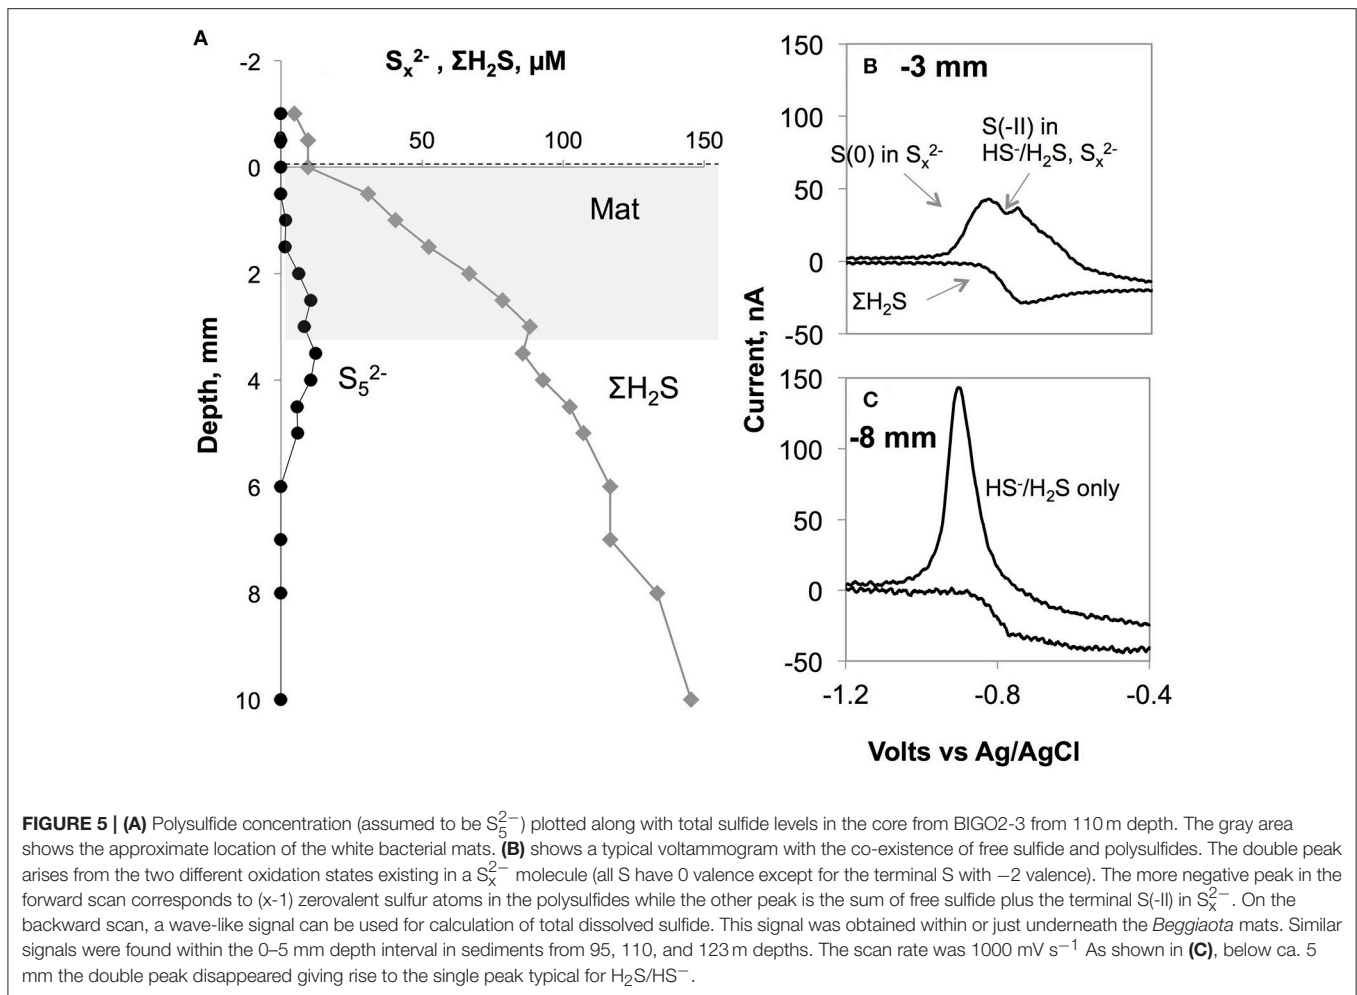 A
Sₓ²⁻ , ΣH₂S, µM
-2
50
100
150
0
Mat
2
Depth, mm
4
S₅²⁻
ΣH₂S
6
8
10
150
B -3 mm
100
S(-II) in
S(0) in Sₓ²⁻
HS⁻/H₂S, Sₓ²⁻
50
0
ΣH₂S
-50
Current, nA
150
C
-8 mm
100
HS⁻/H₂S only
50
0
-50
-1.2
-0.8
-0.4
Volts vs Ag/AgCl
FIGURE 5 | (A) Polysulfide concentration (assumed to be S₅²⁻) plotted along with total sulfide levels in the core from BIGO2-3 from 110 m depth. The gray area
shows the approximate location of the white bacterial mats. (B) shows a typical voltammogram with the co-existence of free sulfide and polysulfides. The double peak
arises from the two different oxidation states existing in a Sₓ²⁻ molecule (all S have 0 valence except for the terminal S with −2 valence). The more negative peak in the
forward scan corresponds to (x-1) zerovalent sulfur atoms in the polysulfides while the other peak is the sum of free sulfide plus the terminal S(-II) in Sₓ²⁻. On the
backward scan, a wave-like signal can be used for calculation of total dissolved sulfide. This signal was obtained within or just underneath the Beggiaota mats. Similar
signals were found within the 0–5 mm depth interval in sediments from 95, 110, and 123 m depths. The scan rate was 1000 mV s⁻¹ As shown in (C), below ca. 5
mm the double peak disappeared giving rise to the single peak typical for H₂S/HS⁻.